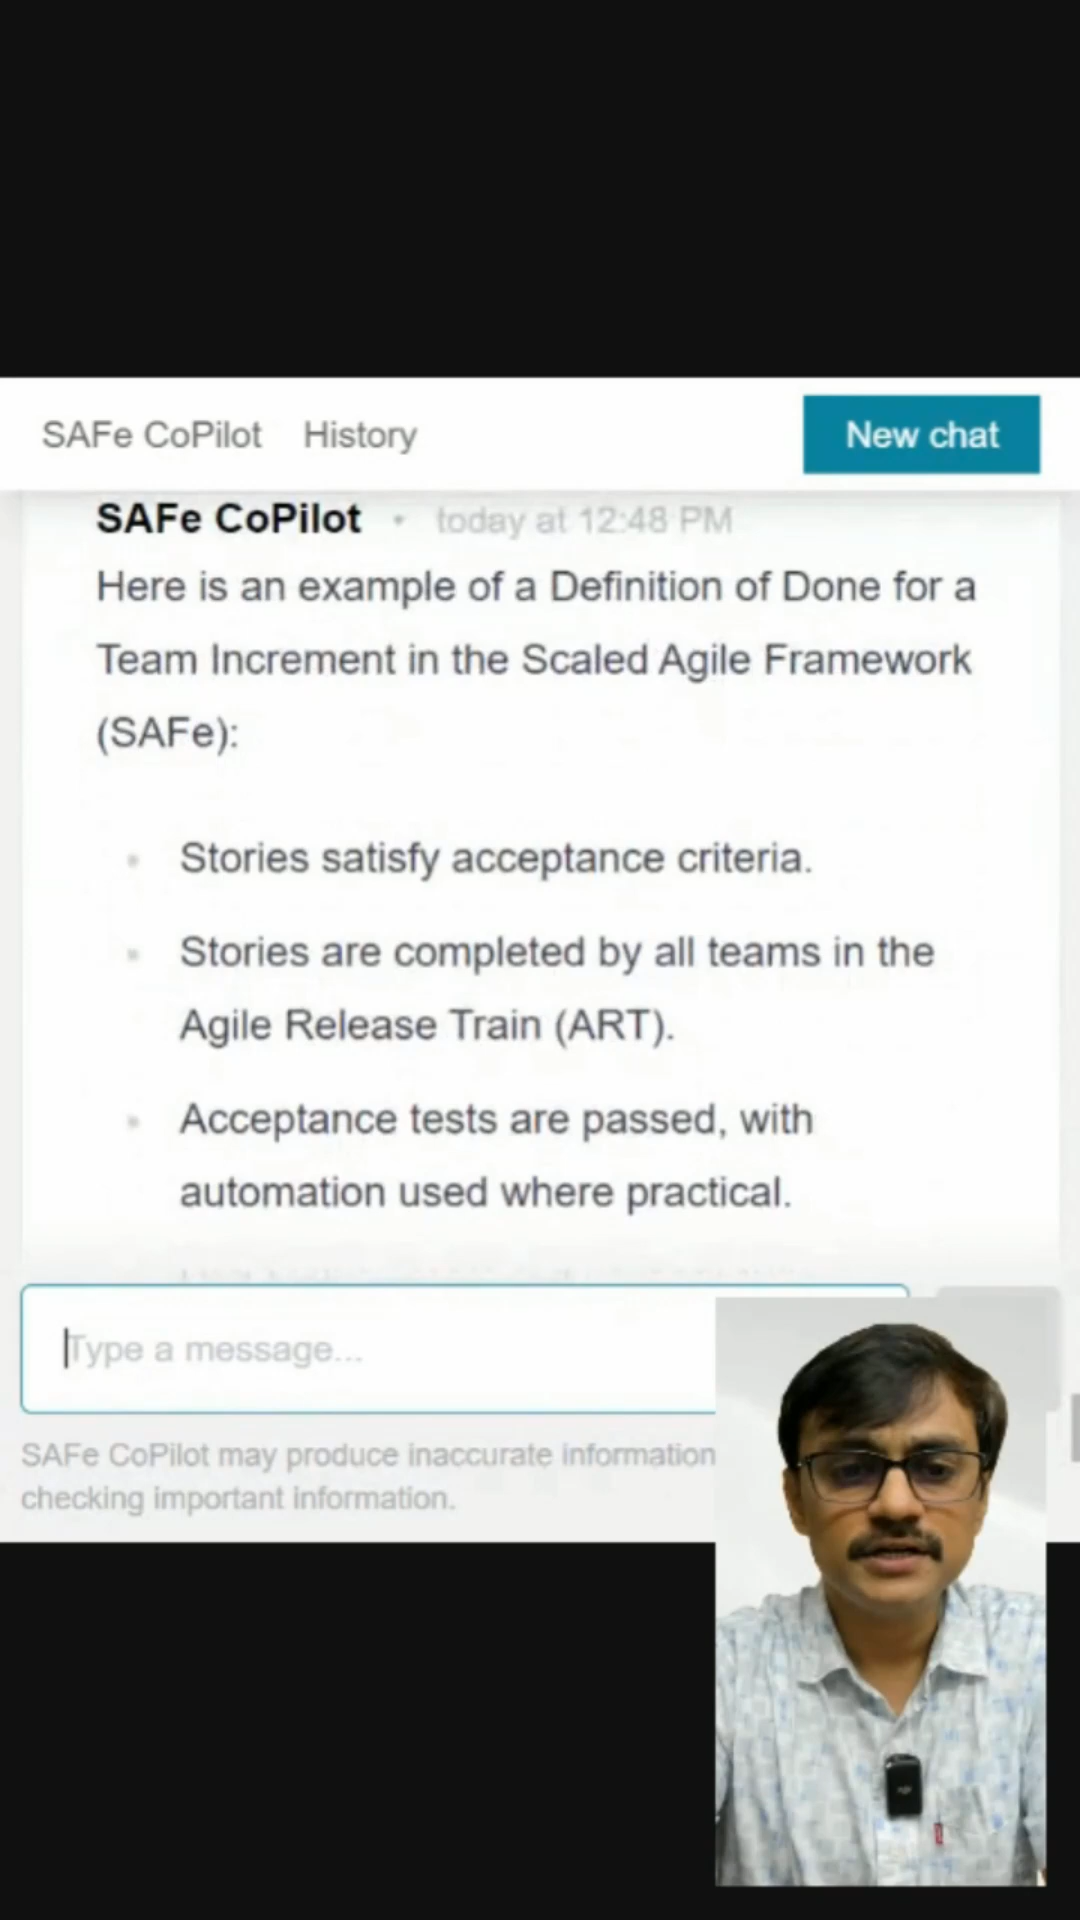 SAFe CoPilot History New chat
SAFe CoPilot • today at 12:48 PM
Here is an example of a Definition of Done for a
Team Increment in the Scaled Agile Framework
(SAFe):
• Stories satisfy acceptance criteria.
• Stories are completed by all teams in the
Agile Release Train (ART).
• Acceptance tests are passed, with
automation used where practical.
Type a message...
SAFe CoPilot may produce inaccurate information
checking important information.